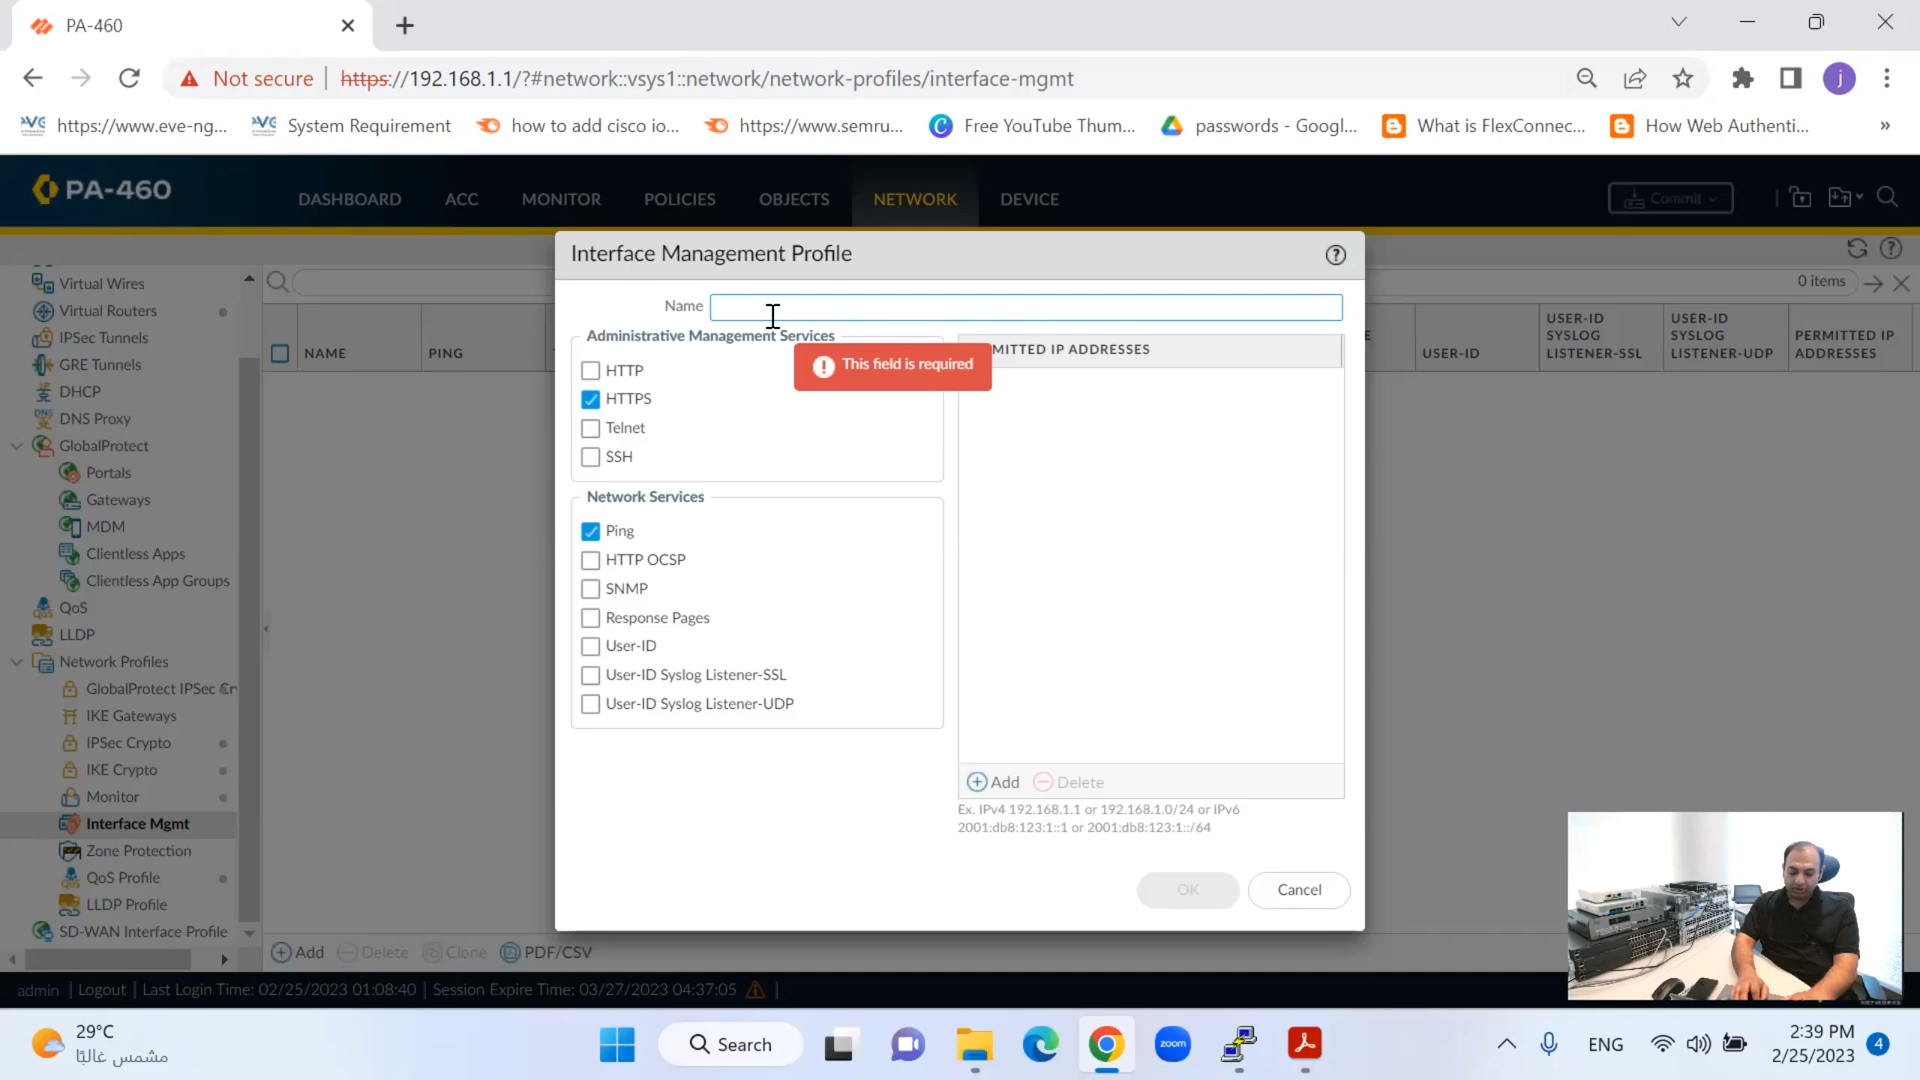 PA-460
Not secure https://192.168.1.1/?#network::vsys1::network/network-profiles/interface-mgmt
j
https://www.eve-ng...
System Requirement
how to add cisco io...
https://www.semru...
Free YouTube Thum...
passwords - Googl...
What is FlexConnec...
How Web Authenti...
»
PA-460
DASHBOARD
ACC
MONITOR
POLICIES
OBJECTS
NETWORK
DEVICE
Commit
Virtual Wires
Virtual Routers
IPSec Tunnels
GRE Tunnels
DHCP
DNS Proxy
GlobalProtect
Portals
Gateways
MDM
Clientless Apps
Clientless App Groups
QoS
LLDP
Network Profiles
GlobalProtect IPSec Cr
IKE Gateways
IPSec Crypto
IKE Crypto
Monitor
Interface Mgmt
Zone Protection
QoS Profile
LLDP Profile
SD-WAN Interface Profile
0 items
NAME
PING
E
USER-ID
USER-ID SYSLOG LISTENER-SSL
USER-ID SYSLOG LISTENER-UDP
PERMITTED IP ADDRESSES
Interface Management Profile
Name
Administrative Management Services
This field is required
MITTED IP ADDRESSES
HTTP
HTTPS
Telnet
SSH
Network Services
Ping
HTTP OCSP
SNMP
Response Pages
User-ID
User-ID Syslog Listener-SSL
User-ID Syslog Listener-UDP
Add
Delete
Ex. IPv4 192.168.1.1 or 192.168.1.0/24 or IPv6
2001:db8:123:1::1 or 2001:db8:123:1::/64
OK
Cancel
Add
Delete
Clone
PDF/CSV
admin | Logout | Last Login Time: 02/25/2023 01:08:40 | Session Expire Time: 03/27/2023 04:37:05
29°C
مشمس غالبًا
Search
zoom
ENG
2:39 PM
2/25/2023
4